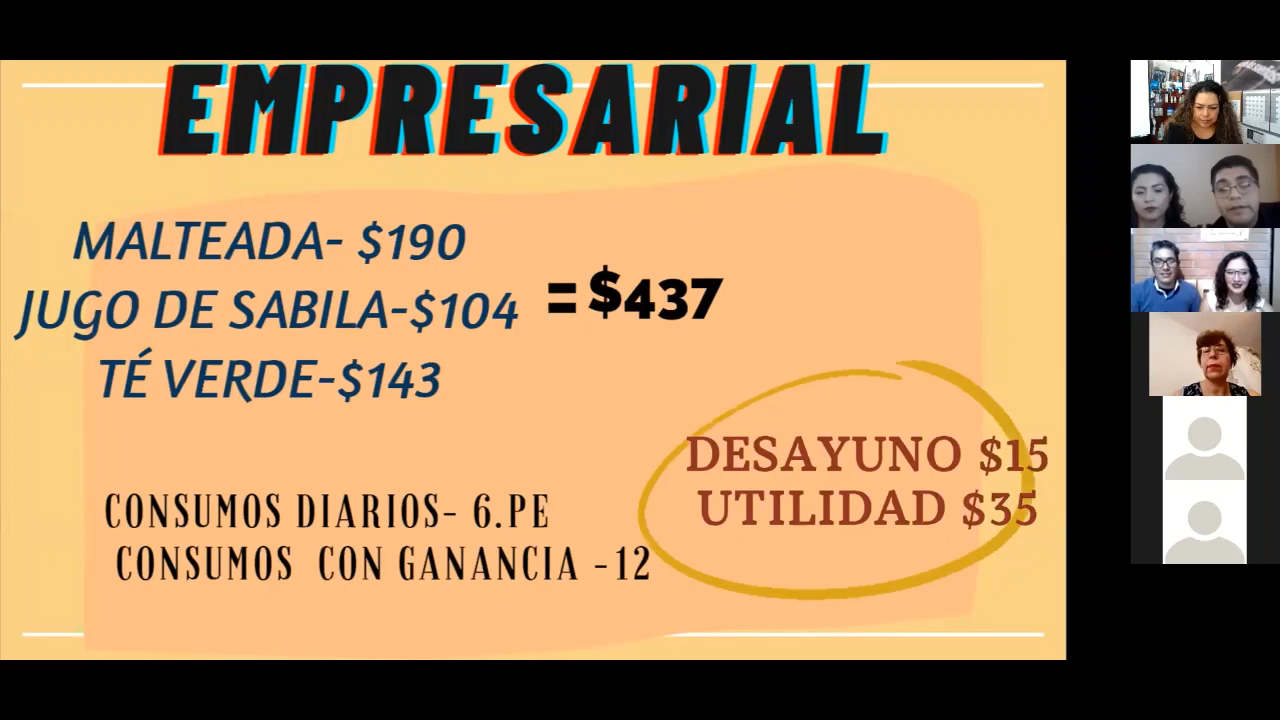 EMPRESARIAL
MALTEADA- $190
JUGO DE SABILA-$104
TÉ VERDE-$143
= $437
DESAYUNO $15
UTILIDAD $35
CONSUMOS DIARIOS- 6.PE
CONSUMOS CON GANANCIA -12